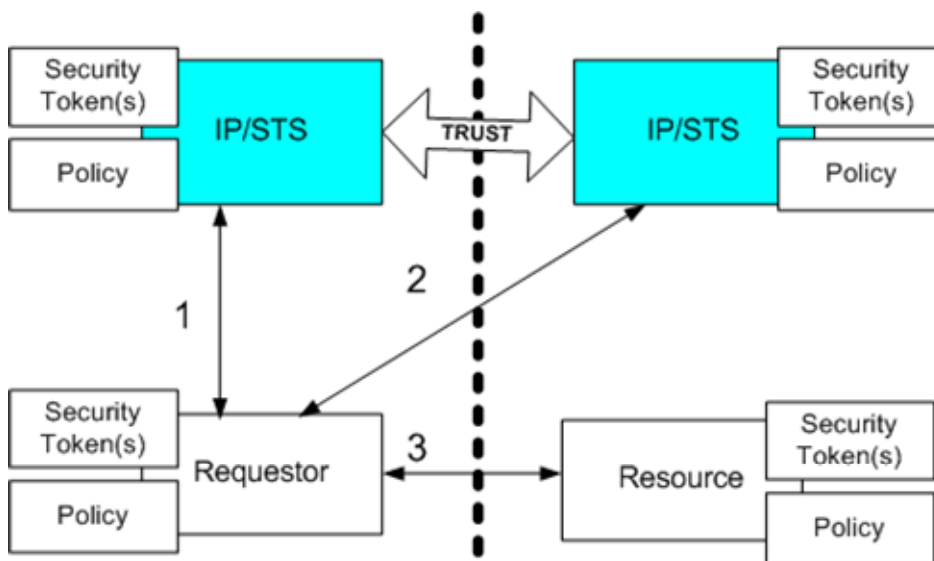 Security
Token(s)
IP/STS
Policy
TRUST
IP/STS
Security
Token(s)
Policy
1
2
Security
Token(s)
Requestor
Policy
3
Resource
Security
Token(s)
Policy